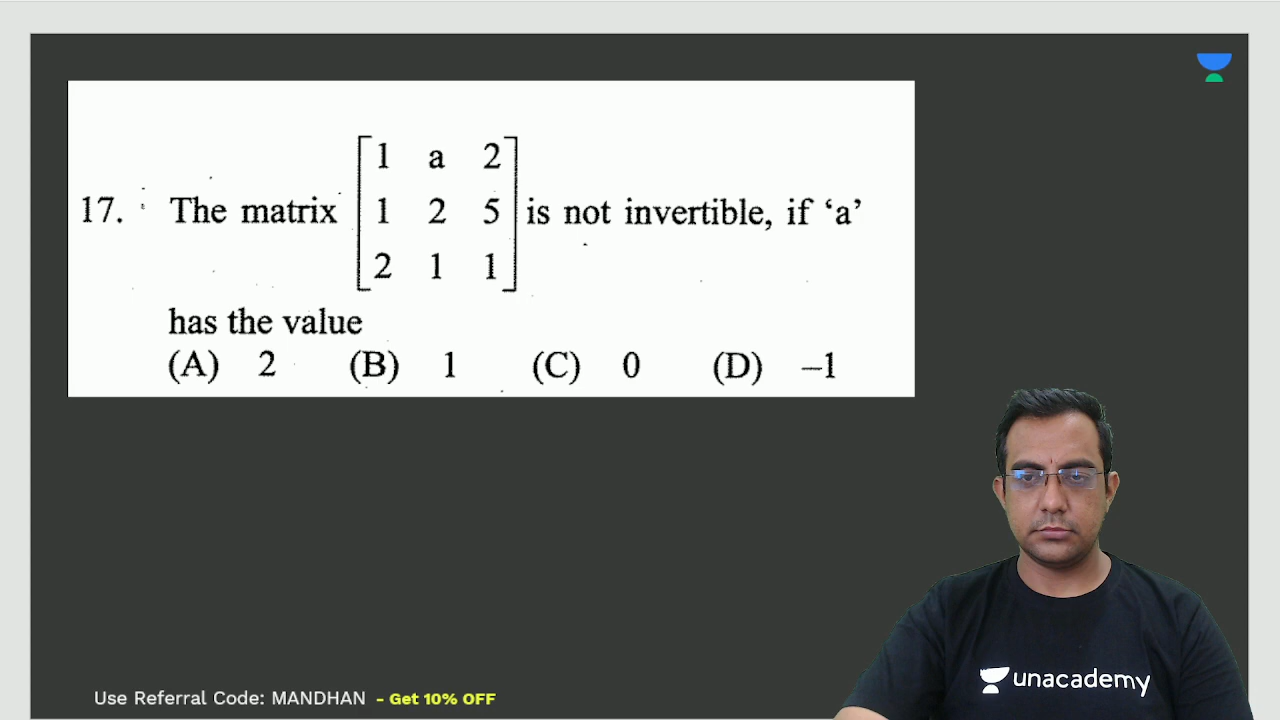 17. The matrix [1 a 2
1 2 5
2 1 1] is not invertible, if ‘a’
has the value
(A) 2 (B) 1 (C) 0 (D) –1
unacademy
Use Referral Code: MANDHAN - Get 10% OFF